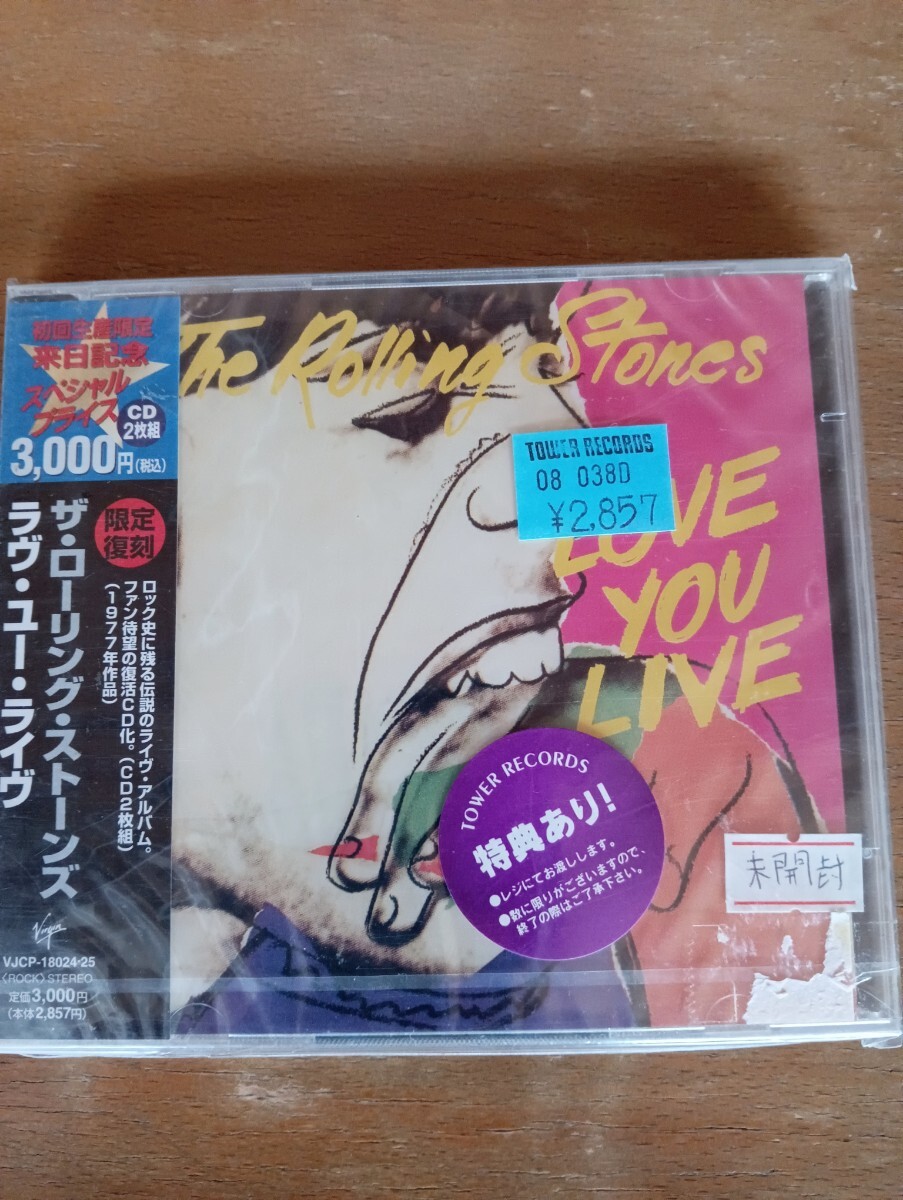 初回生産限定
来日記念
スペシャル
プライス
CD
2枚組
3,000円(税込)
限定
復刻
ロック史に残る伝説のライヴ・アルバム。
ファン待望の復活CD化。(CD2枚組)
(1977年作品)
ザ・ローリング・ストーンズ
ラヴ・ユー・ライヴ
Virgin
VJCP-18024・25
〈ROCK〉STEREO
定価3,000円
(本体2,857円)
The Rolling Stones
TOWER RECORDS
08 038D
¥2,857
LOVE
YOU
LIVE
TOWER RECORDS
特典あり!
●レジにてお渡しします。
●数に限りがございますので、
終了の際はご了承下さい。
未開封